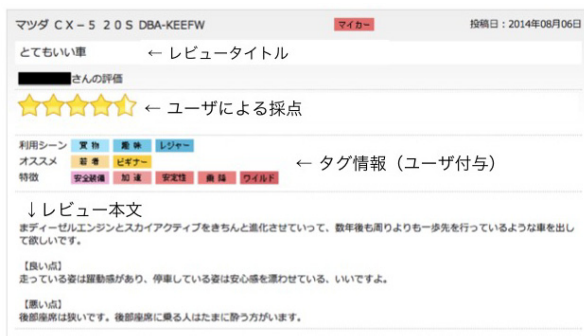 マツダ CX-5 20S DBA-KEEFW マイカー 投稿日:2014年08月06日
とてもいい車 ← レビュータイトル
さんの評価
← ユーザによる採点
利用シーン 買物 趣味 レジャー
オススメ 若者 ビギナー ← タグ情報(ユーザ付与)
特徴 安全装備 加速 安定性 乗降 ワイルド
↓レビュー本文
まディーゼルエンジンとスカイアクティブをきちんと進化させていって、数年後も周りよりも一歩先を行っているような車を出し
て欲しいです。
【良い点】
走っている姿は躍動感があり、停車している姿は安心感を漂わせている、いいですよ。
【悪い点】
後部座席は狭いです。後部座席に乗る人はたまに酔う方がいます。